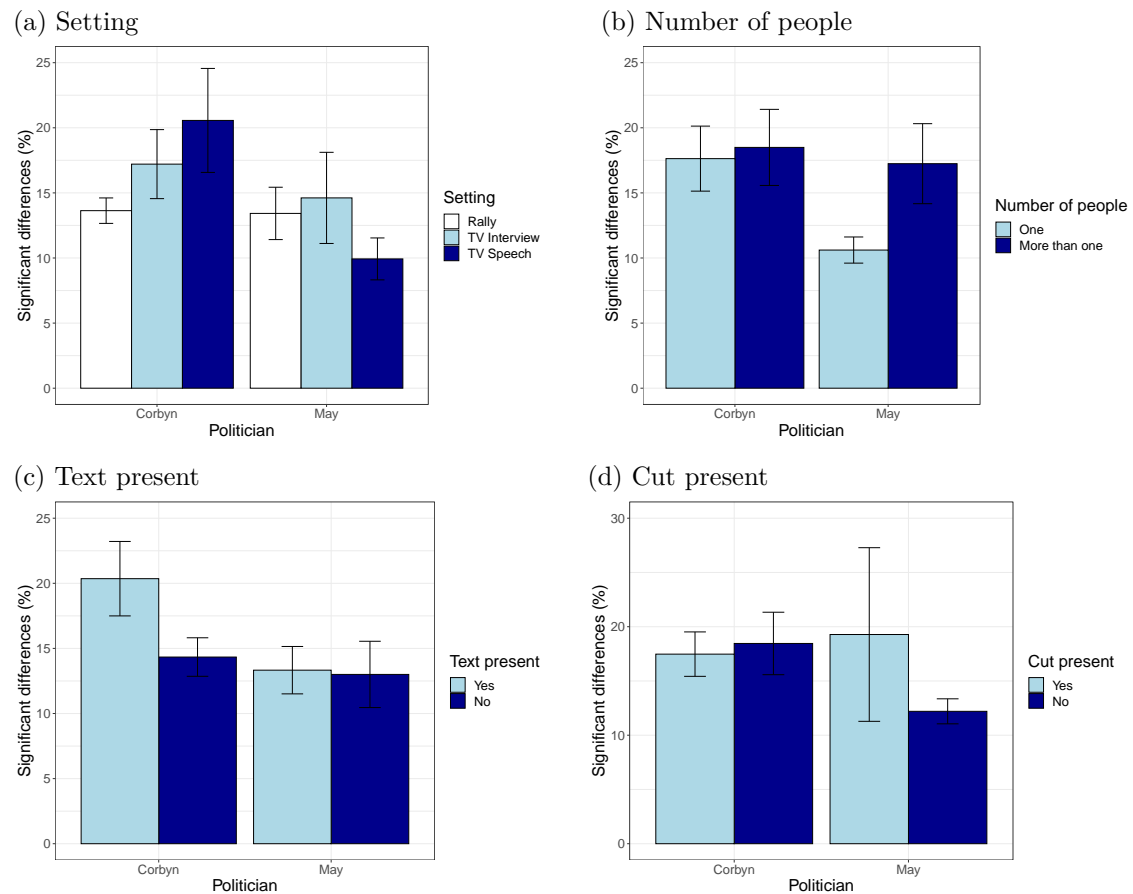 (a) Setting
25
20
15
10
5
0
Significant differences (%)
Corbyn
May
Politician
Setting
Rally
TV Interview
TV Speech
(b) Number of people
25
20
15
10
5
0
Significant differences (%)
Corbyn
May
Politician
Number of people
One
More than one
(c) Text present
25
20
15
10
5
0
Significant differences (%)
Corbyn
May
Politician
Text present
Yes
No
(d) Cut present
30
20
10
0
Significant differences (%)
Corbyn
May
Politician
Cut present
Yes
No